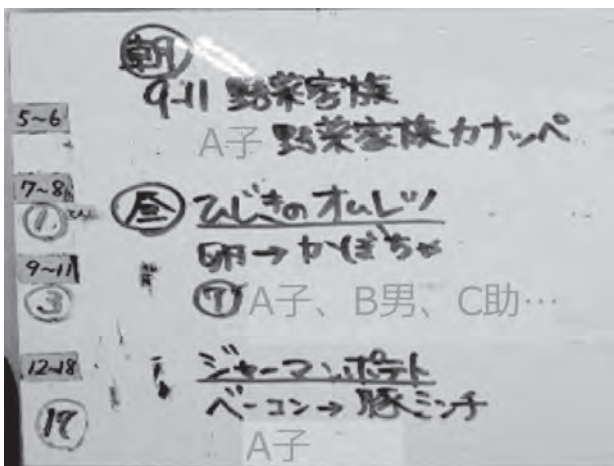 朝
9-11 野菜家族
5~6
A子 野菜家族カナッペ
7~8
①
昼 ひじきのオムレツ
卵→かぼちゃ
9~11
③
⑦ A子、B男、C助…
12~18
ジャーマンポテト
ベーコン→豚ミンチ
A子